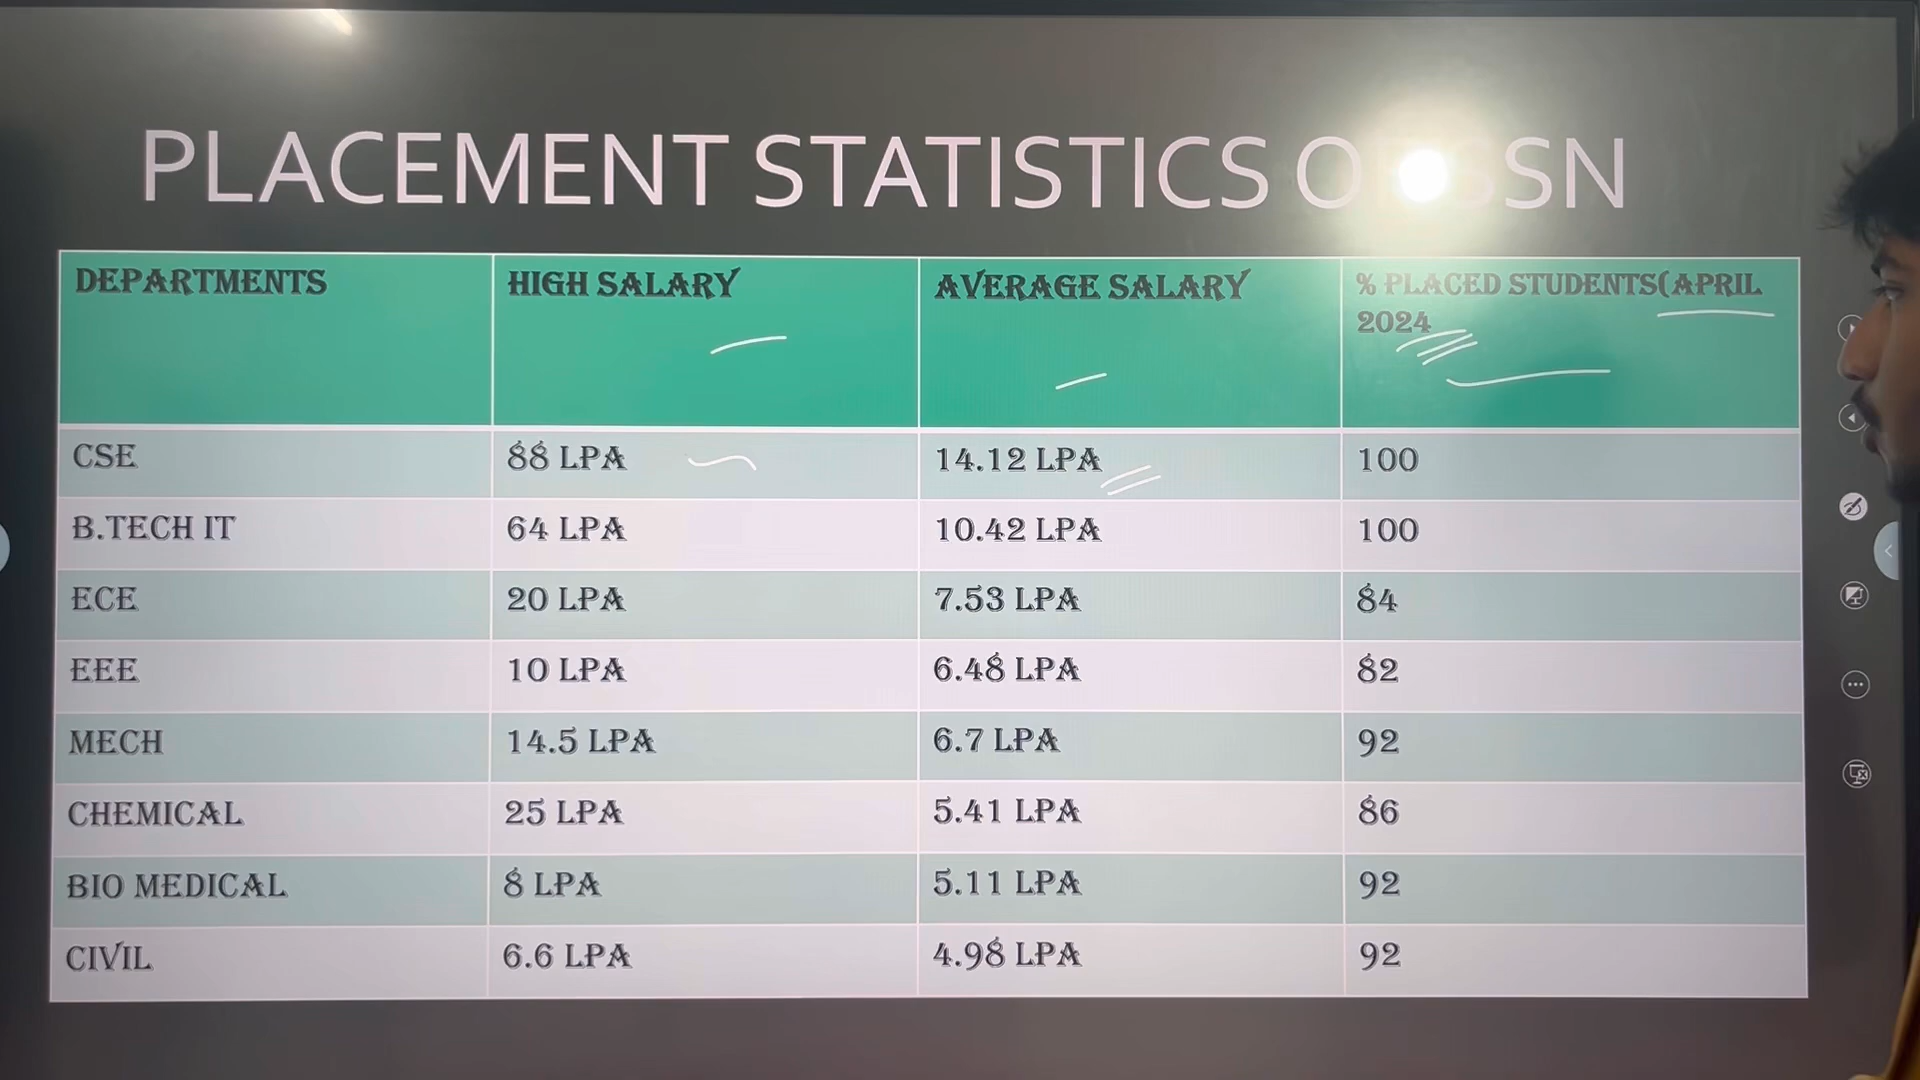 PLACEMENT STATISTICS OF SSN
DEPARTMENTS HIGH SALARY AVERAGE SALARY % PLACED STUDENTS(APRIL
2024
CSE 88 LPA 14.12 LPA 100
B.TECH IT 64 LPA 10.42 LPA 100
ECE 20 LPA 7.53 LPA 84
EEE 10 LPA 6.48 LPA 82
MECH 14.5 LPA 6.7 LPA 92
CHEMICAL 25 LPA 5.41 LPA 86
BIO MEDICAL 8 LPA 5.11 LPA 92
CIVIL 6.6 LPA 4.98 LPA 92